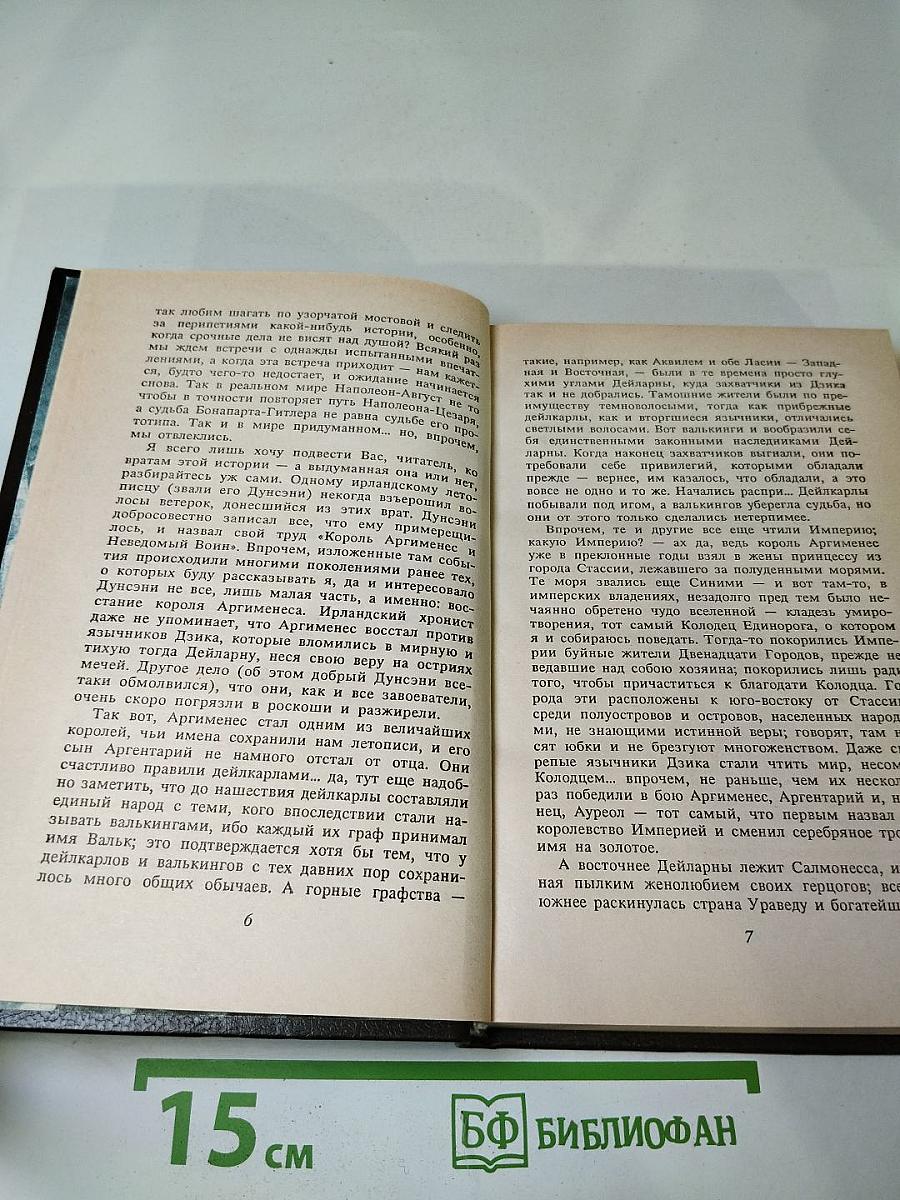 так любим шагать по узорчатой мостовой и следить
за перипетиями какой-нибудь истории, особенно,
когда срочные дела не висят над душой? Всякий раз
мы ждем встречи с однажды испытанными впечат-
лениями, а когда эта встреча приходит — нам кажет-
ся, будто чего-то недостает, и ожидание начинается
снова. Так в реальном мире Наполеон-Август не то
чтобы в точности повторяет путь Наполеона-Цезаря,
а судьба Бонапарта-Гитлера не равна судьбе его про-
тотипа. Так и в мире придуманном... но, впрочем,
мы отвлеклись.
Я всего лишь хочу подвести Вас, читатель, ко
вратам этой истории — а выдуманная она или нет,
разбирайтесь уж сами. Одному ирландскому лето-
писцу (звали его Дунсэни) некогда взъерошил во-
лосы ветерок, донесшийся из этих врат. Дунсэни
добросовестно записал все, что ему примерещи-
лось, и назвал свой труд «Король Аргименес и
Неведомый Воин». Впрочем, изложенные там собы-
тия происходили многими поколениями ранее тех,
о которых буду рассказывать я, да и интересовало
Дунсэни не все, лишь малая часть, а именно: вос-
стание короля Аргименеса. Ирландский хронист
даже не упоминает, что Аргименес восстал против
язычников Дзика, которые вломились в мирную и
тихую тогда Дейларну, неся свою веру на остриях
мечей. Другое дело (об этом добрый Дунсэни все-
таки обмолвился), что они, как и все завоеватели,
очень скоро погрязли в роскоши и разжирели.
Так вот, Аргименес стал одним из величайших
королей, чьи имена сохранили нам летописи, и его
сын Аргентарий не намного отстал от отца. Они
счастливо правили дейлкарлами... да, тут еще надоб-
но заметить, что до нашествия дейлкарлы составляли
единый народ с теми, кого впоследствии стали на-
зывать валькингами, ибо каждый их граф принимал
имя Вальк; это подтверждается хотя бы тем, что у
дейлкарлов и валькингов с тех давних пор сохрани-
лось много общих обычаев. А горные графства —
6
такие, например, как Аквилем и обе Ласии — Запад-
ная и Восточная, — были в те времена просто глу-
хими углами Дейларны, куда захватчики из Дзика
так и не добрались. Тамошние жители были по пре-
имуществу темноволосыми, тогда как прибрежные
дейлкарлы, как и вторгшиеся язычники, отличались
светлыми волосами. Вот валькинги и вообразили се-
бя единственными законными наследниками Дей-
ларны. Когда наконец захватчиков выгнали, они по-
требовали себе привилегий, которыми обладали
прежде — вернее, им казалось, что обладали, а это
вовсе не одно и то же. Начались распри... Дейлкарлы
побывали под игом, а валькингов уберегла судьба, но
они от этого только сделались нетерпимее.
Впрочем, те и другие все еще чтили Империю;
какую Империю? — ах да, ведь король Аргименес
уже в преклонные годы взял в жены принцессу из
города Стассии, лежавшего за полуденными морями.
Те моря звались еще Синими — и вот там-то, в
имперских владениях, незадолго пред тем было не-
чаянно обретено чудо вселенной — кладезь умиро-
творения, тот самый Колодец Единорога, о котором
я и собираюсь поведать. Тогда-то покорились Импе-
рии буйные жители Двенадцати Городов, прежде не
ведавшие над собою хозяина; покорились лишь ради
того, чтобы причаститься к благодати Колодца. Го
рода эти расположены к юго-востоку от Стассии
среди полуостровов и островов, населенных народ
ми, не знающими истинной веры; говорят, там н
сят юбки и не брезгуют многоженством. Даже св
репые язычники Дзика стали чтить мир, несом
Колодцем... впрочем, не раньше, чем их нескол
раз победили в бою Аргименес, Аргентарий и, н
нец, Ауреол — тот самый, что первым назвал
королевство Империей и сменил серебряное тро
имя на золотое.
А восточнее Дейларны лежит Салмонесса, и
ная пылким женолюбием своих герцогов; все
южнее раскинулась страна Ураведу и богатейш
7
15 см
БФ БИБЛИОФАН